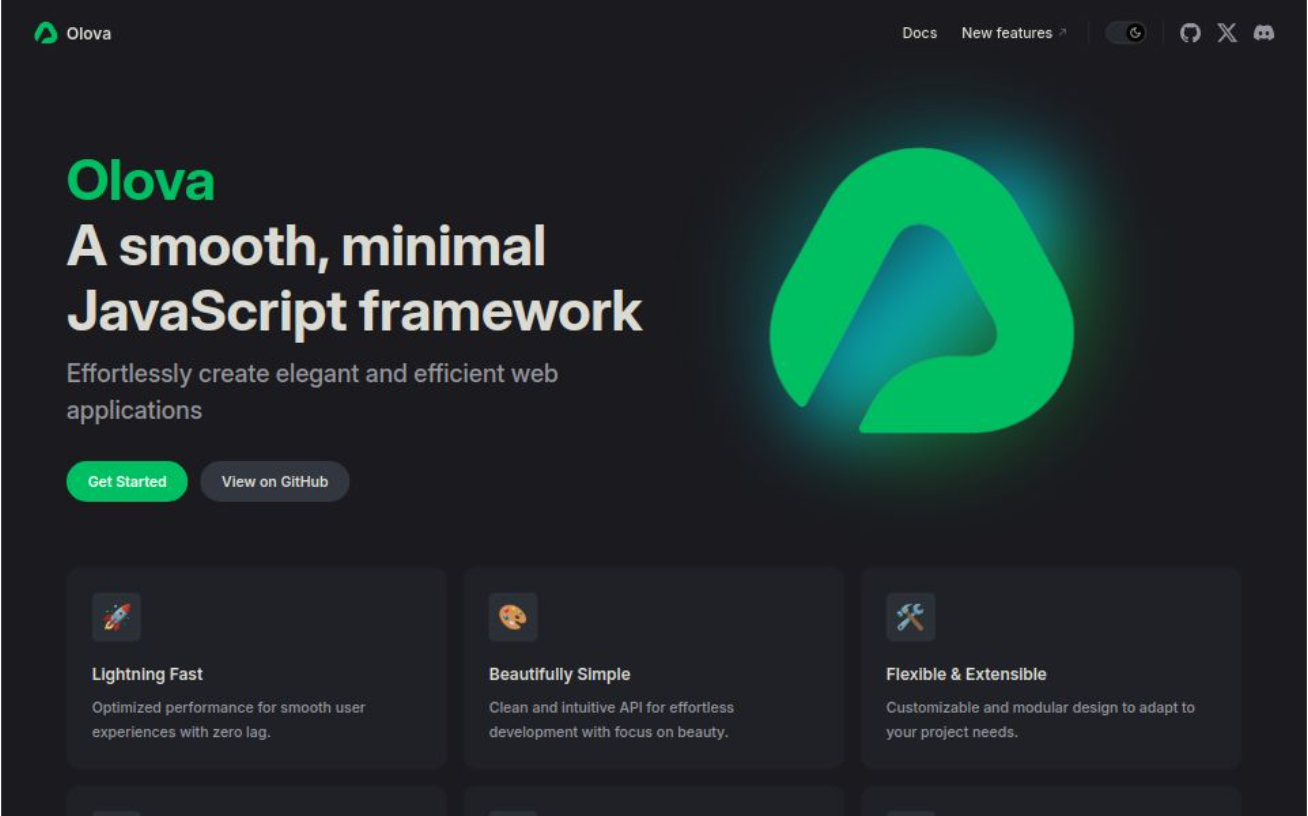 Olova
Docs
New features
Olova
A smooth, minimal
JavaScript framework
Effortlessly create elegant and efficient web
applications
Get Started
View on GitHub
Lightning Fast
Optimized performance for smooth user
experiences with zero lag.
Beautifully Simple
Clean and intuitive API for effortless
development with focus on beauty.
Flexible & Extensible
Customizable and modular design to adapt to
your project needs.